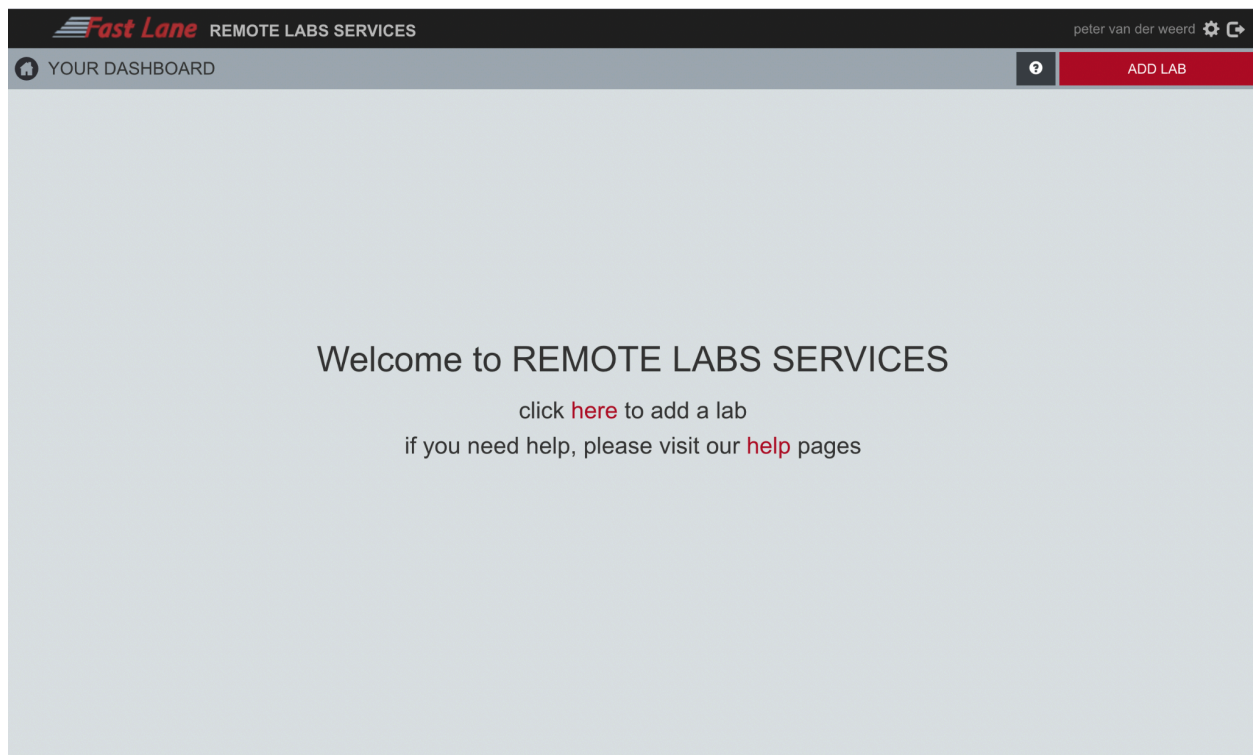 Fast Lane REMOTE LABS SERVICES
peter van der weerd
YOUR DASHBOARD
?
ADD LAB
Welcome to REMOTE LABS SERVICES
click here to add a lab
if you need help, please visit our help pages